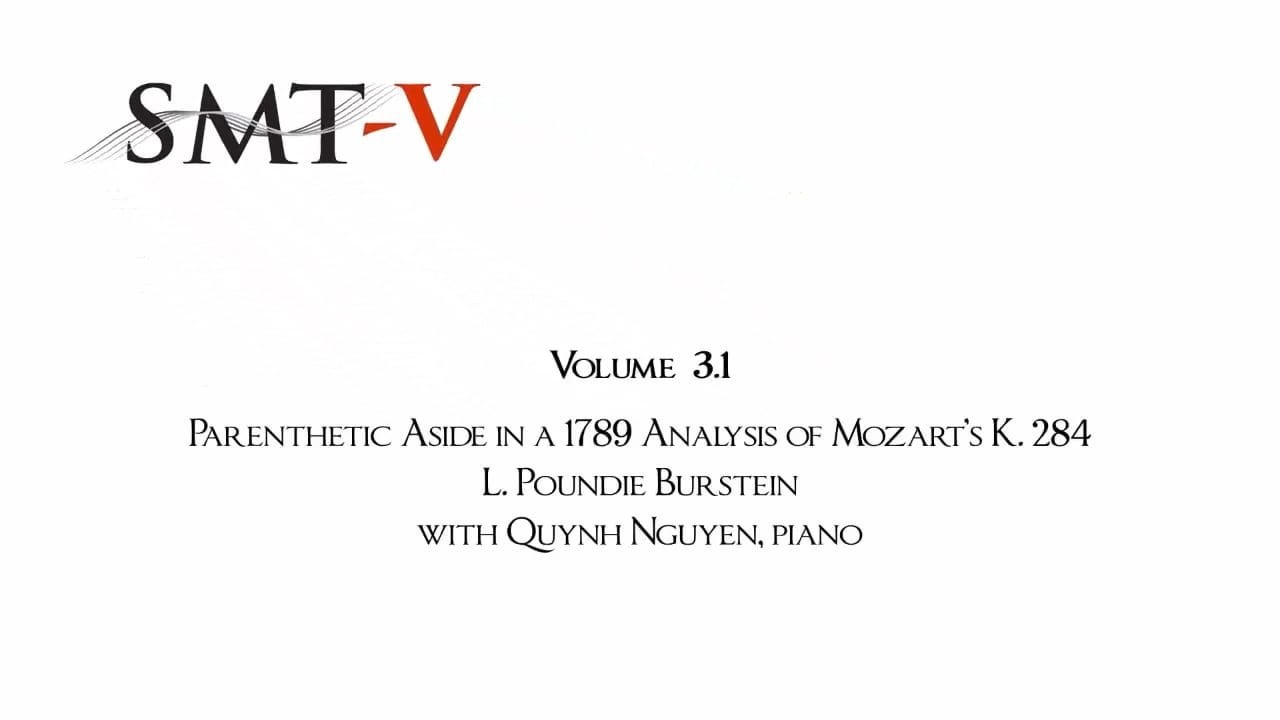 SMT-V
Volume 3.1
Parenthetic Aside in a 1789 Analysis of Mozart's K. 284
L. Poundie Burstein
with Quynh Nguyen, piano